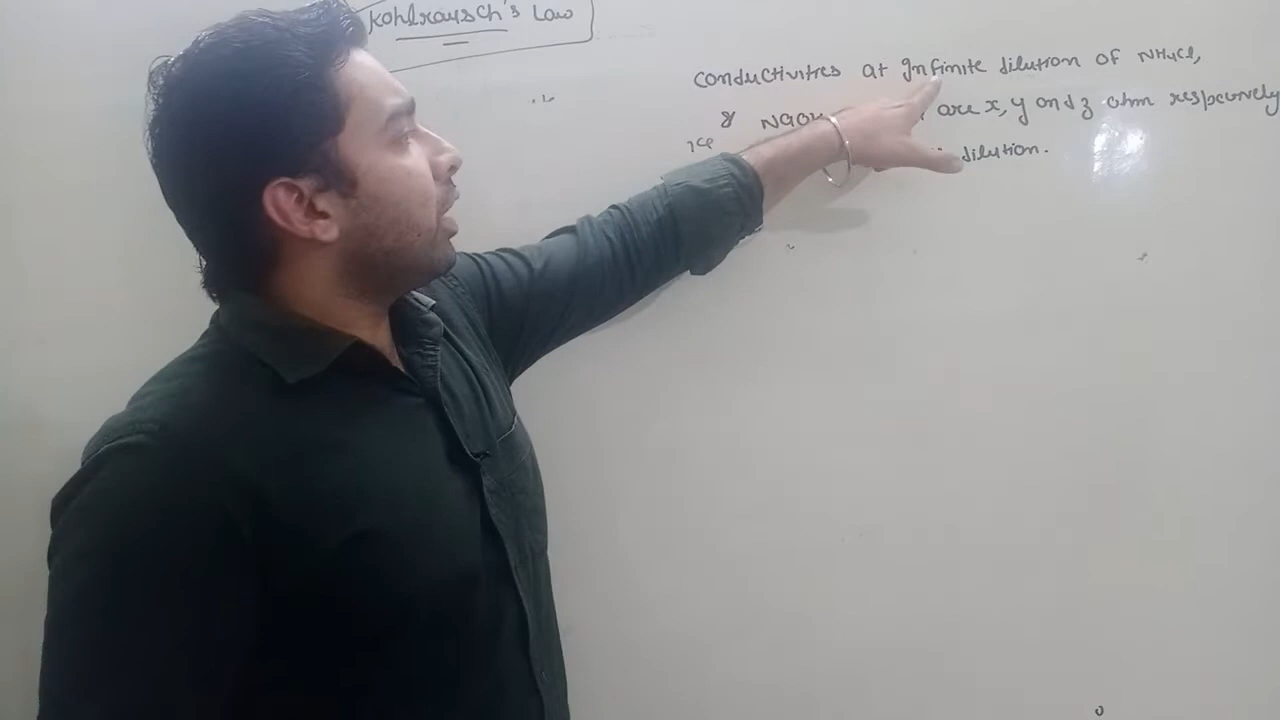 Kohlrausch's Law
conductivities at Infinite dilution of NH4Cl,
& NaOH are x, y and z ohm respectively
dilution.